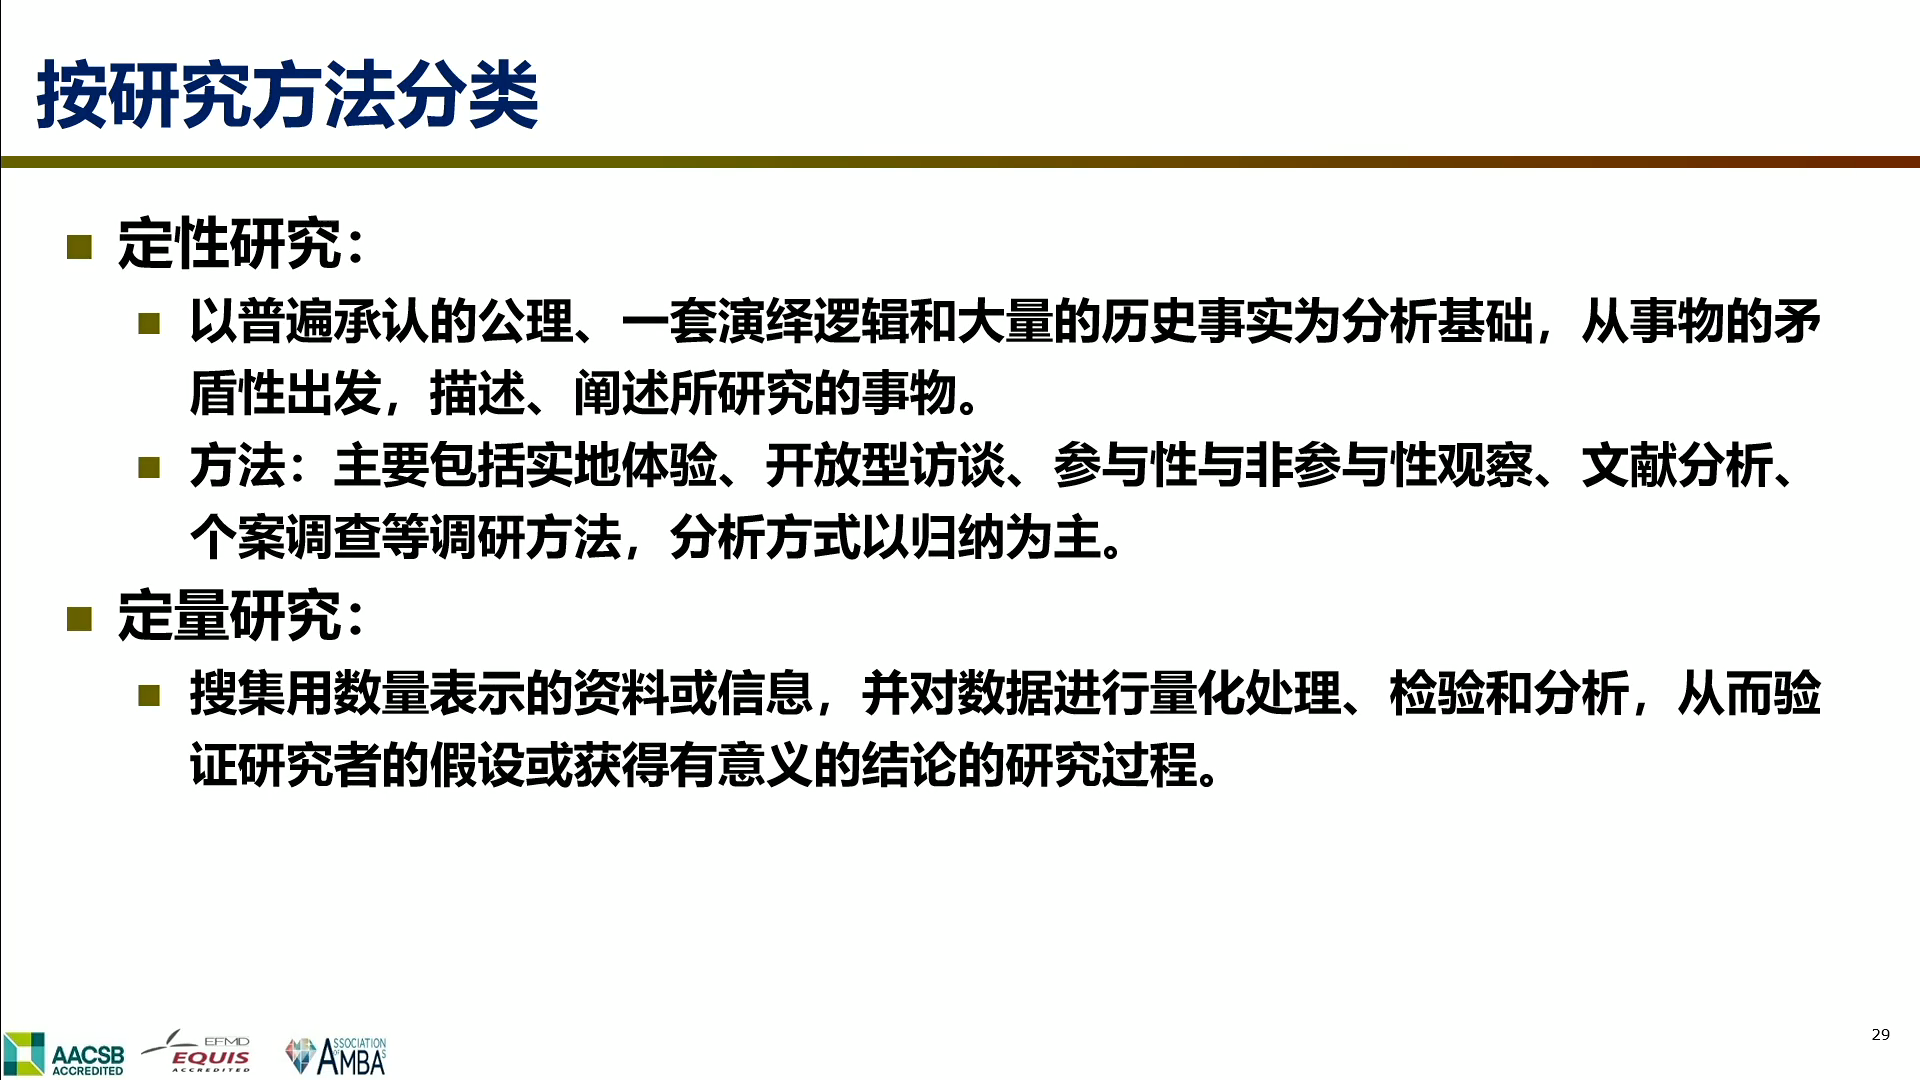 按研究方法分类
定性研究：
以普遍承认的公理、一套演绎逻辑和大量的历史事实为分析基础，从事物的矛
盾性出发，描述、阐述所研究的事物。
方法：主要包括实地体验、开放型访谈、参与性与非参与性观察、文献分析、
个案调查等调研方法，分析方式以归纳为主。
定量研究：
搜集用数量表示的资料或信息，并对数据进行量化处理、检验和分析，从而验
证研究者的假设或获得有意义的结论的研究过程。
AACSB
ACCREDITED
EFMD
EQUIS
ACCREDITED
ASSOCIATION
OF
AMBAS
29